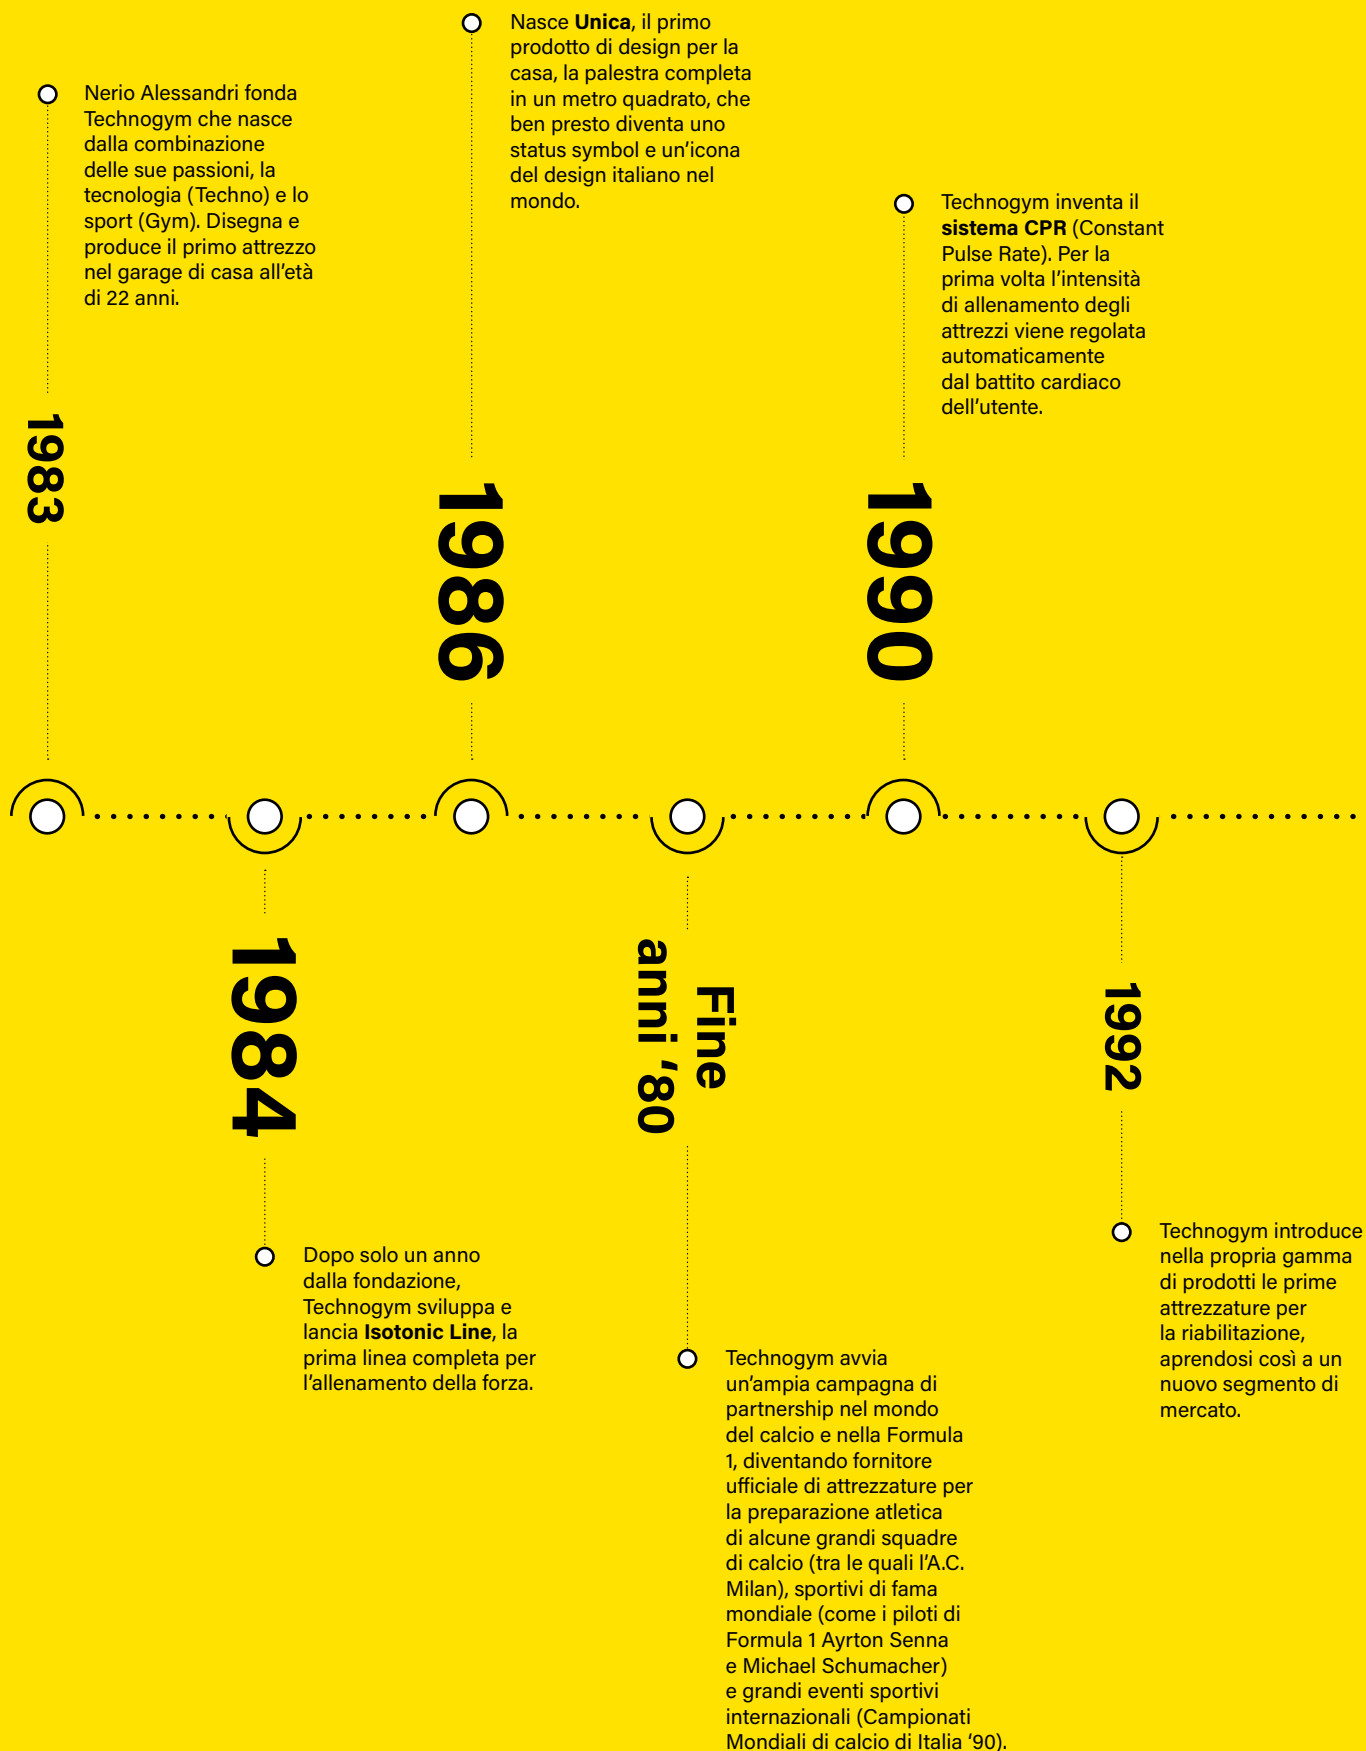 1983
Nerio Alessandri fonda
Technogym che nasce
dalla combinazione
delle sue passioni, la
tecnologia (Techno) e lo
sport (Gym). Disegna e
produce il primo attrezzo
nel garage di casa all'età
di 22 anni.
1984
Dopo solo un anno
dalla fondazione,
Technogym sviluppa e
lancia Isotonic Line, la
prima linea completa per
l'allenamento della forza.
1986
Nasce Unica, il primo
prodotto di design per la
casa, la palestra completa
in un metro quadrato, che
ben presto diventa uno
status symbol e un'icona
del design italiano nel
mondo.
Fine
anni '80
Technogym avvia
un'ampia campagna di
partnership nel mondo
del calcio e nella Formula
1, diventando fornitore
ufficiale di attrezzature per
la preparazione atletica
di alcune grandi squadre
di calcio (tra le quali l'A.C.
Milan), sportivi di fama
mondiale (come i piloti di
Formula 1 Ayrton Senna
e Michael Schumacher)
e grandi eventi sportivi
internazionali (Campionati
Mondiali di calcio di Italia '90).
1990
Technogym inventa il
sistema CPR (Constant
Pulse Rate). Per la
prima volta l'intensità
di allenamento degli
attrezzi viene regolata
automaticamente
dal battito cardiaco
dell'utente.
1992
Technogym introduce
nella propria gamma
di prodotti le prime
attrezzature per
la riabilitazione,
aprendosi così a un
nuovo segmento di
mercato.